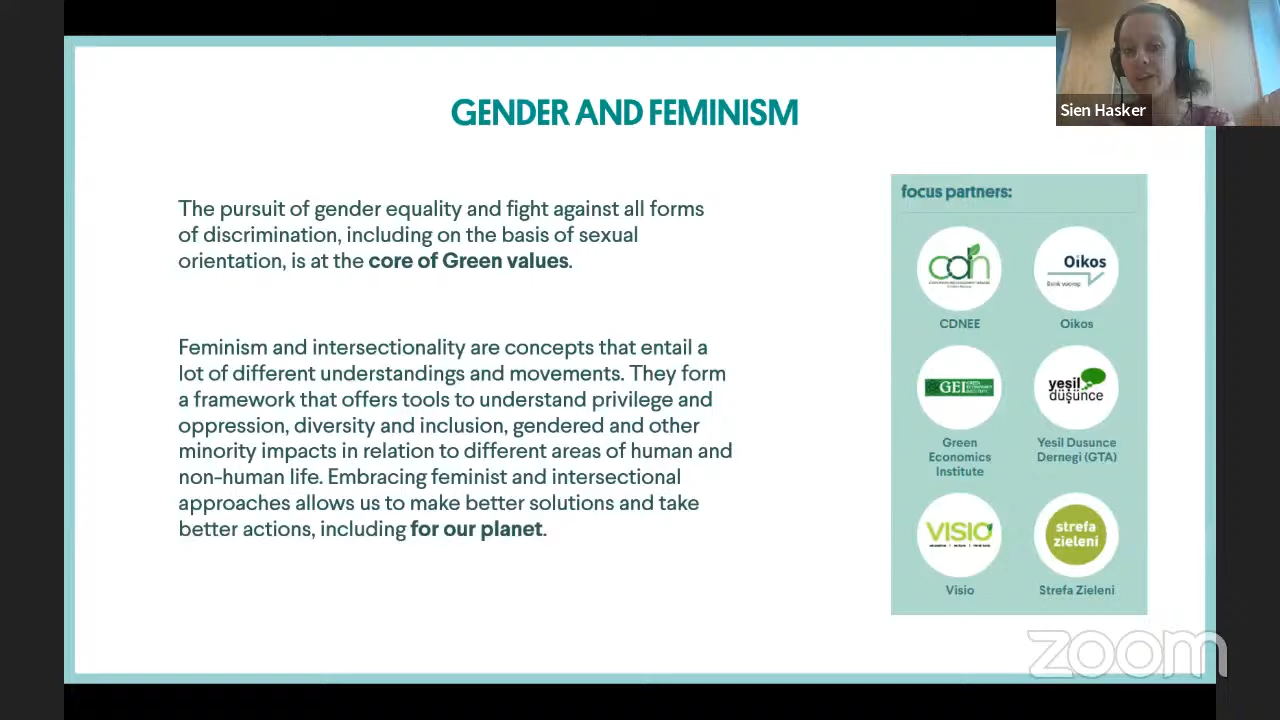 GENDER AND FEMINISM
Sien Hasker
The pursuit of gender equality and fight against all forms
of discrimination, including on the basis of sexual
orientation, is at the core of Green values.
Feminism and intersectionality are concepts that entail a
lot of different understandings and movements. They form
a framework that offers tools to understand privilege and
oppression, diversity and inclusion, gendered and other
minority impacts in relation to different areas of human and
non-human life. Embracing feminist and intersectional
approaches allows us to make better solutions and take
better actions, including for our planet.
focus partners:
cdn
CDNEE
Oikos
Oikos
GEI
Green
Economics
Institute
yeşil
düşünce
Yesil Dusunce
Dernegi (GTA)
VISIO
Visio
strefa
zieleni
Strefa Zieleni
zoom